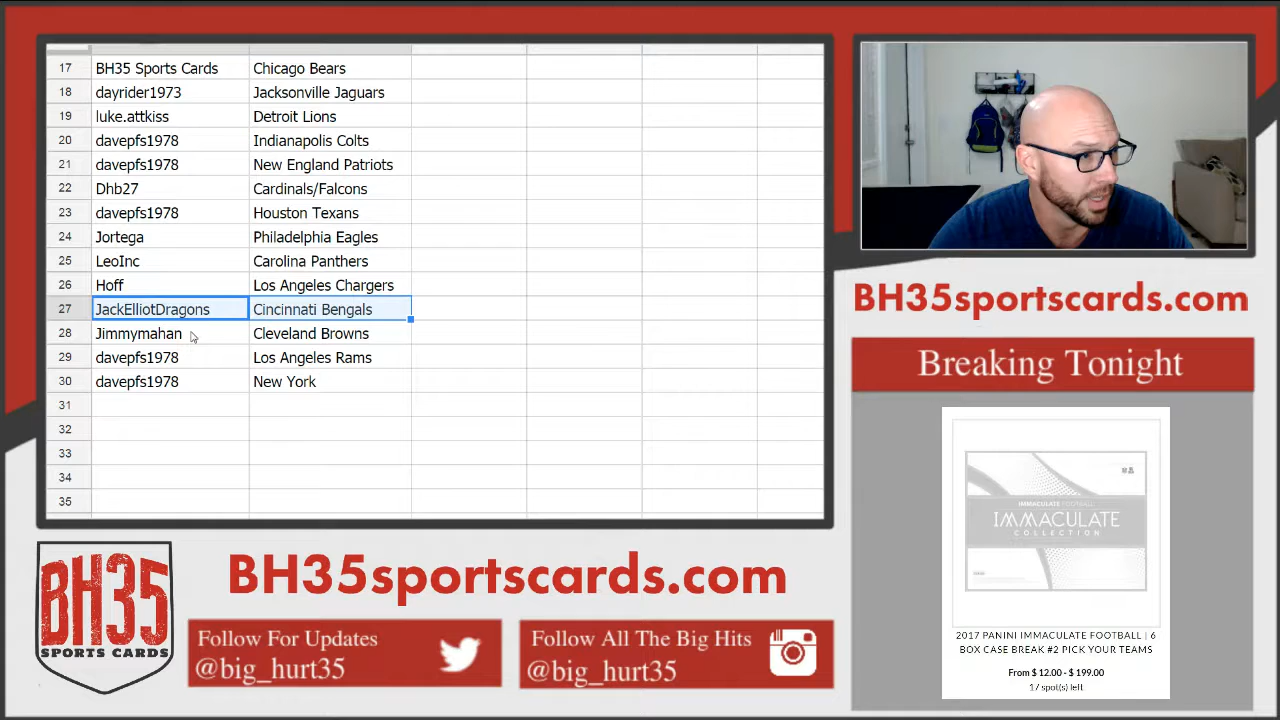 17 BH35 Sports Cards Chicago Bears
18 dayrider1973 Jacksonville Jaguars
19 luke.attkiss Detroit Lions
20 davepfs1978 Indianapolis Colts
21 davepfs1978 New England Patriots
22 Dhb27 Cardinals/Falcons
23 davepfs1978 Houston Texans
24 Jortega Philadelphia Eagles
25 LeoInc Carolina Panthers
26 Hoff Los Angeles Chargers
27 JackElliotDragons Cincinnati Bengals
28 Jimmymahan Cleveland Browns
29 davepfs1978 Los Angeles Rams
30 davepfs1978 New York
31
32
33
34
35
BH35sportscards.com
Breaking Tonight
IMMACULATE FOOTBALL
IMMACULATE
COLLECTION
2017 PANINI IMMACULATE FOOTBALL | 6
BOX CASE BREAK #2 PICK YOUR TEAMS
From $ 12.00 - $ 199.00
17 spot(s) left
BH35
SPORTS CARDS
BH35sportscards.com
Follow For Updates
@big_hurt35
Follow All The Big Hits
@big_hurt35